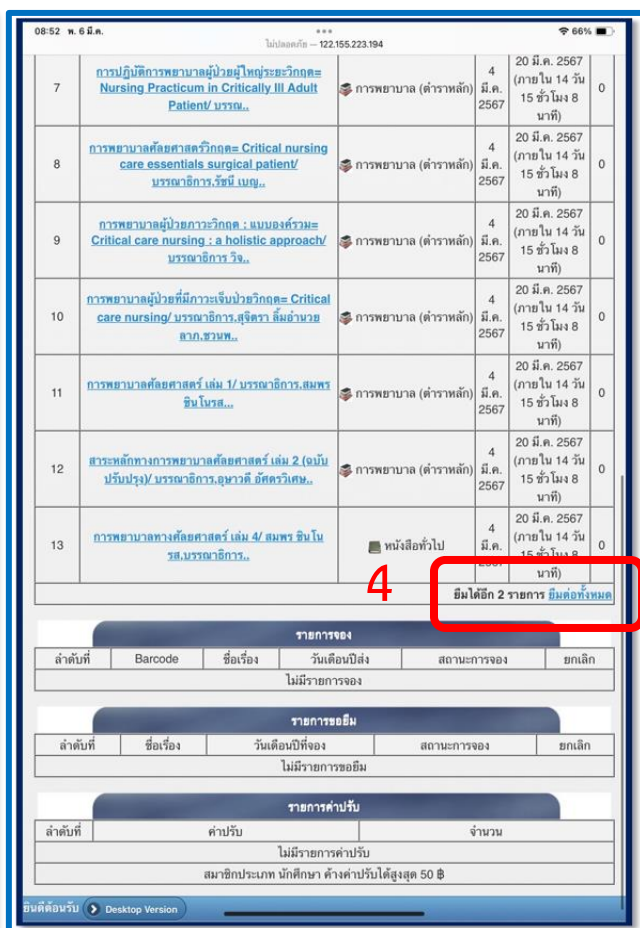 08:52 พ. 6 มี.ค.
66%
ไม่ปลอดภัย — 122.155.223.194
7 การปฏิบัติการพยาบาลผู้ป่วยผู้ใหญ่ระยะวิกฤต= Nursing Practicum in Critically Ill Adult Patient/ บรรณ.. การพยาบาล (ตำราหลัก) 4 มี.ค. 2567 20 มี.ค. 2567 (ภายใน 14 วัน 15 ชั่วโมง 8 นาที) 0
8 การพยาบาลศัลยศาสตร์วิกฤต= Critical nursing care essentials surgical patient/ บรรณาธิการ,รัชนี เบญ.. การพยาบาล (ตำราหลัก) 4 มี.ค. 2567 20 มี.ค. 2567 (ภายใน 14 วัน 15 ชั่วโมง 8 นาที) 0
9 การพยาบาลผู้ป่วยภาวะวิกฤต : แบบองค์รวม= Critical care nursing : a holistic approach/ บรรณาธิการ วิจ.. การพยาบาล (ตำราหลัก) 4 มี.ค. 2567 20 มี.ค. 2567 (ภายใน 14 วัน 15 ชั่วโมง 8 นาที) 0
10 การพยาบาลผู้ป่วยที่มีภาวะเจ็บป่วยวิกฤต= Critical care nursing/ บรรณาธิการ,สุจิตรา ลิ้มอำนวยลาภ,ชวนพ... การพยาบาล (ตำราหลัก) 4 มี.ค. 2567 20 มี.ค. 2567 (ภายใน 14 วัน 15 ชั่วโมง 8 นาที) 0
11 การพยาบาลศัลยศาสตร์ เล่ม 1/ บรรณาธิการ,สมพร ชินโนรส... การพยาบาล (ตำราหลัก) 4 มี.ค. 2567 20 มี.ค. 2567 (ภายใน 14 วัน 15 ชั่วโมง 8 นาที) 0
12 สาระหลักทางการพยาบาลศัลยศาสตร์ เล่ม 2 (ฉบับปรับปรุง)/ บรรณาธิการ,อุษาวดี อัศดรวิเศษ.. การพยาบาล (ตำราหลัก) 4 มี.ค. 2567 20 มี.ค. 2567 (ภายใน 14 วัน 15 ชั่วโมง 8 นาที) 0
13 การพยาบาลทางศัลยศาสตร์ เล่ม 4/ สมพร ชินโนรส,บรรณาธิการ.. หนังสือทั่วไป 4 มี.ค. 2567 20 มี.ค. 2567 (ภายใน 14 วัน 15 ชั่วโมง 8 นาที) 0
4
ยืมได้อีก 2 รายการ ยืมต่อทั้งหมด
รายการจอง
ลำดับที่ Barcode ชื่อเรื่อง วันเดือนปีส่ง สถานะการจอง ยกเลิก
ไม่มีรายการจอง
รายการขอยืม
ลำดับที่ ชื่อเรื่อง วันเดือนปีที่จอง สถานะการจอง ยกเลิก
ไม่มีรายการขอยืม
รายการค่าปรับ
ลำดับที่ ค่าปรับ จำนวน
ไม่มีรายการค่าปรับ
สมาชิกประเภท นักศึกษา ค้างค่าปรับได้สูงสุด 50 ฿
ยินดีต้อนรับ Desktop Version